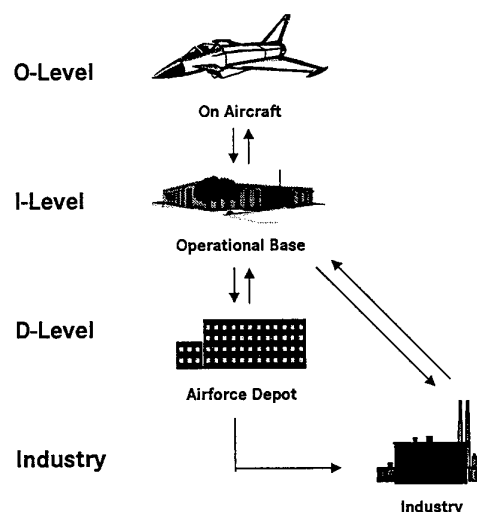 O-Level
On Aircraft
I-Level
Operational Base
D-Level
Airforce Depot
Industry
Industry